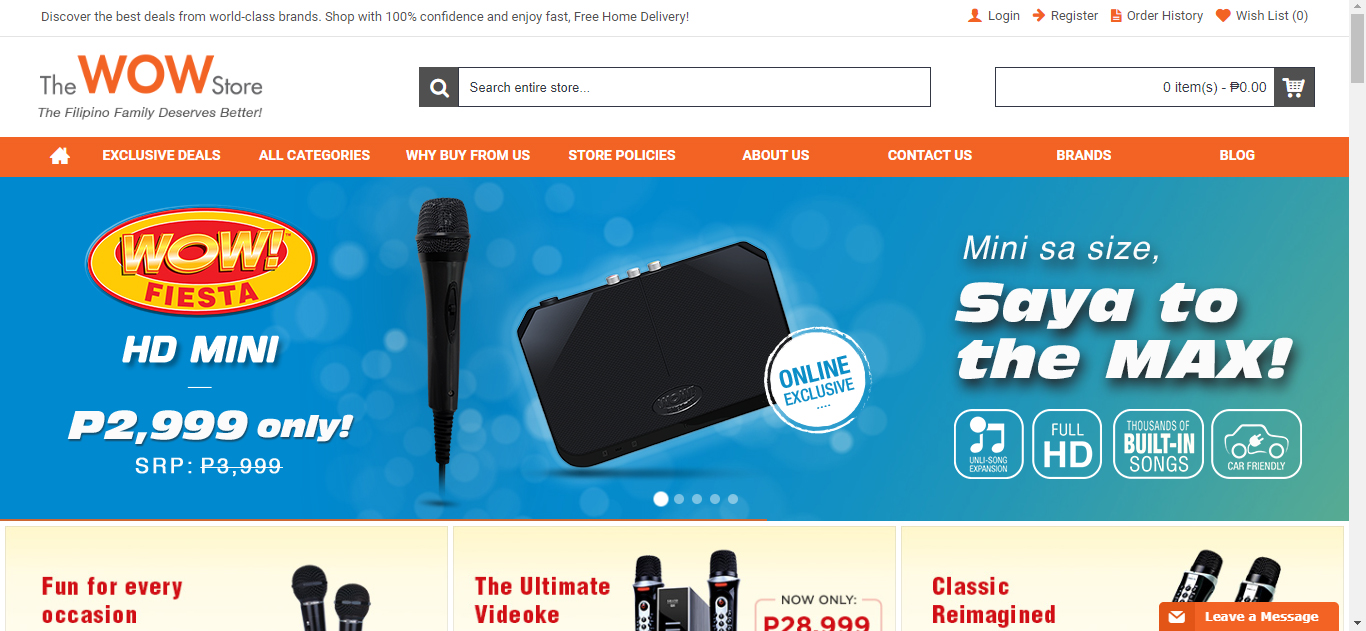 Discover the best deals from world-class brands. Shop with 100% confidence and enjoy fast, Free Home Delivery!
Login
Register
Order History
Wish List (0)
The WOW Store
The Filipino Family Deserves Better!
Search entire store...
0 item(s) - ₱0.00
EXCLUSIVE DEALS
ALL CATEGORIES
WHY BUY FROM US
STORE POLICIES
ABOUT US
CONTACT US
BRANDS
BLOG
WOW!™
FIESTA
HD MINI
P2,999 only!
SRP: P3,999
WOW
ONLINE
EXCLUSIVE
Mini sa size,
Saya to
the MAX!
UNLI-SONG
EXPANSION
FULL
HD
THOUSANDS OF
BUILT-IN
SONGS
CAR FRIENDLY
Fun for every
occasion
The Ultimate
Videoke
NOW ONLY:
P28,999
Classic
Reimagined
Leave a Message